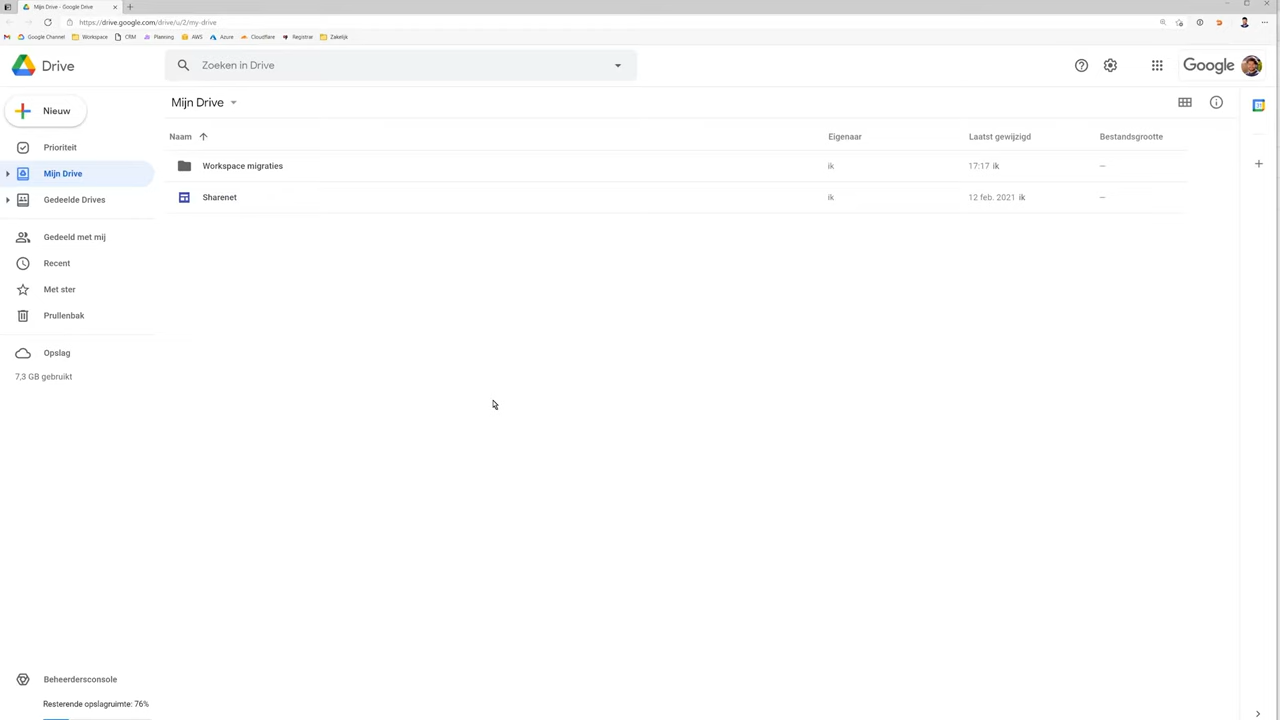 Mijn Drive - Google Drive
https://drive.google.com/drive/u/2/my-drive
Google Channel Workspace CRM Planning AWS Azure Cloudflare Registrar Zakelijk
Drive
Zoeken in Drive
Google
Nieuw
Mijn Drive
Naam Eigenaar Laatst gewijzigd Bestandsgrootte
Prioriteit
Workspace migraties ik 17:17 ik –
Mijn Drive
Sharenet ik 12 feb. 2021 ik –
Gedeelde Drives
Gedeeld met mij
Recent
Met ster
Prullenbak
Opslag
7,3 GB gebruikt
Beheerdersconsole
Resterende opslagruimte: 76%